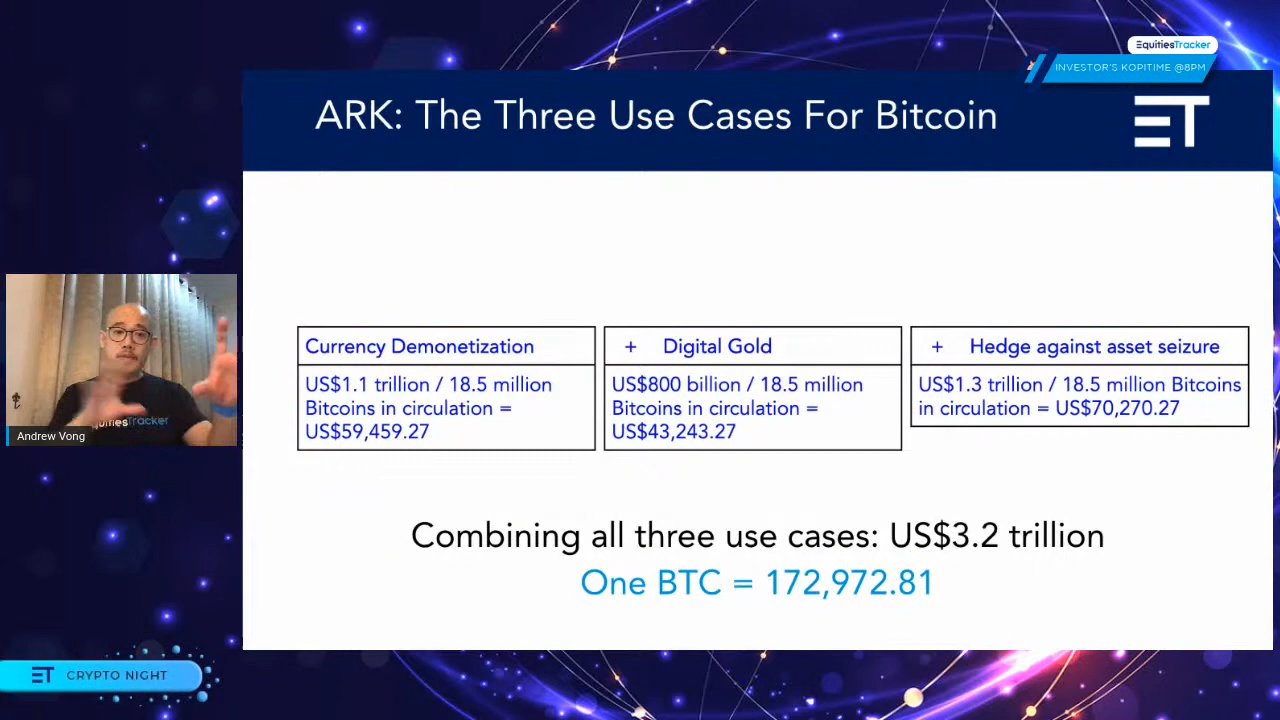 EquitiesTracker
INVESTOR'S KOPITIME @8PM
ARK: The Three Use Cases For Bitcoin
ET
Currency Demonetization
US$1.1 trillion / 18.5 million
Bitcoins in circulation =
US$59,459.27
+ Digital Gold
US$800 billion / 18.5 million
Bitcoins in circulation =
US$43,243.27
+ Hedge against asset seizure
US$1.3 trillion / 18.5 million Bitcoins
in circulation = US$70,270.27
Combining all three use cases: US$3.2 trillion
One BTC = 172,972.81
Andrew Vong
ET CRYPTO NIGHT